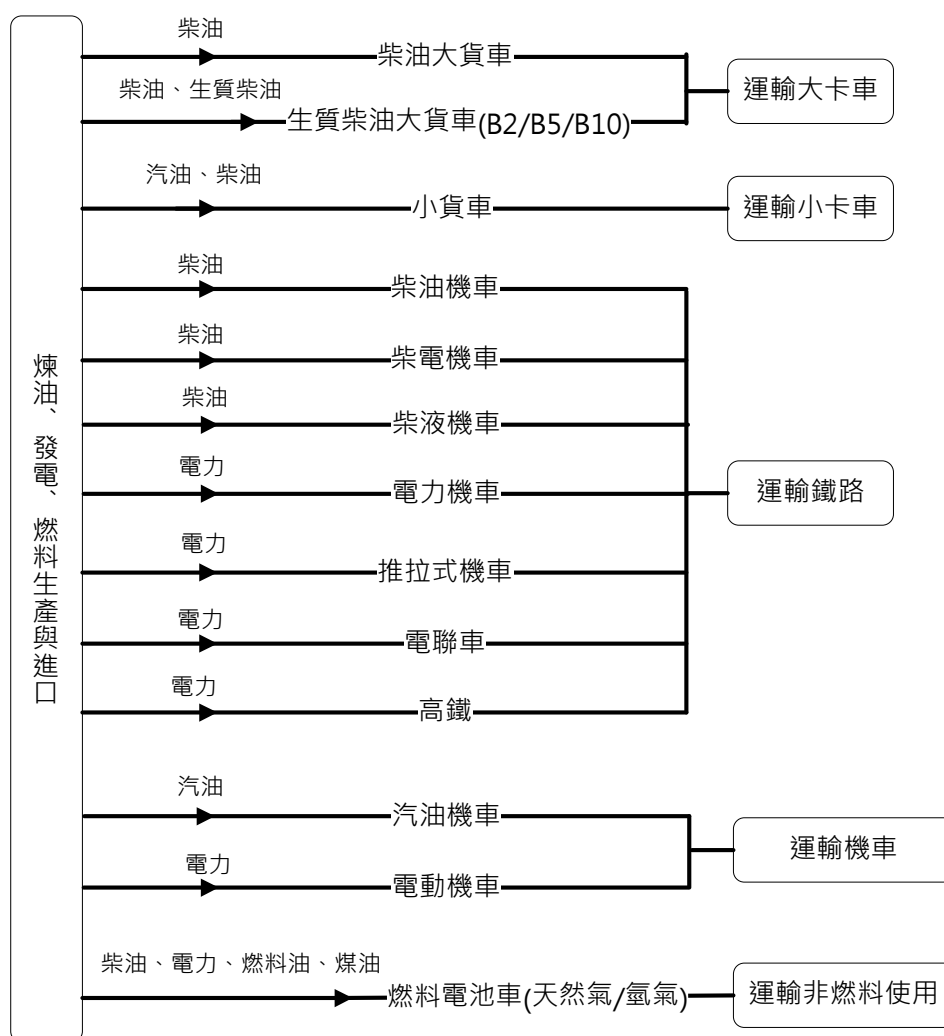 煉油、發電、燃料生產與進口
柴油
柴油大貨車
柴油、生質柴油
生質柴油大貨車(B2/B5/B10)
運輸大卡車
汽油、柴油
小貨車
運輸小卡車
柴油
柴油機車
柴油
柴電機車
柴油
柴液機車
電力
電力機車
電力
推拉式機車
電力
電聯車
電力
高鐵
運輸鐵路
汽油
汽油機車
電力
電動機車
運輸機車
柴油、電力、燃料油、煤油
燃料電池車(天然氣/氫氣)
運輸非燃料使用